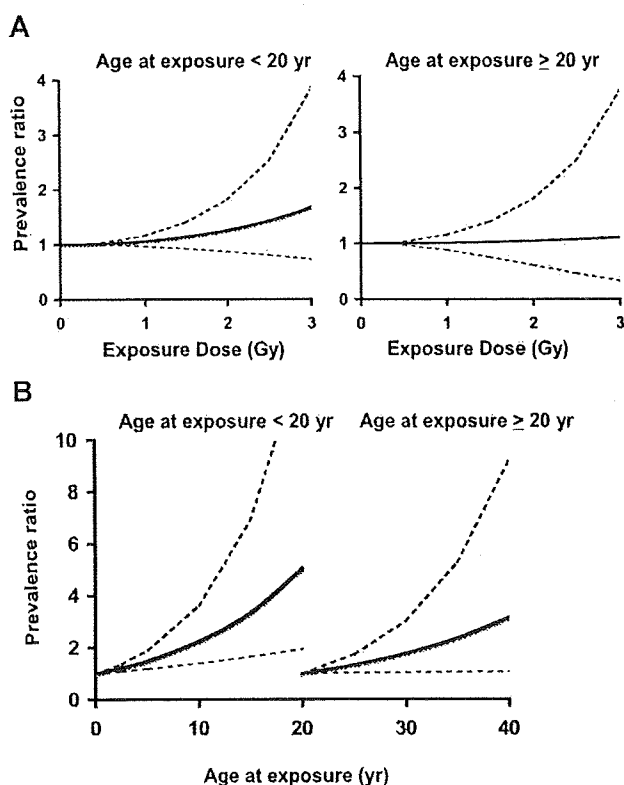 A
Age at exposure < 20 yr
Age at exposure ≥ 20 yr
Prevalence ratio
4
3
2
1
0
0 1 2 3
Exposure Dose (Gy)
4
3
2
1
0
0 1 2 3
Exposure Dose (Gy)
B
Age at exposure < 20 yr
Age at exposure ≥ 20 yr
Prevalence ratio
10
8
6
4
2
0
0 10 20 30 40
Age at exposure (yr)